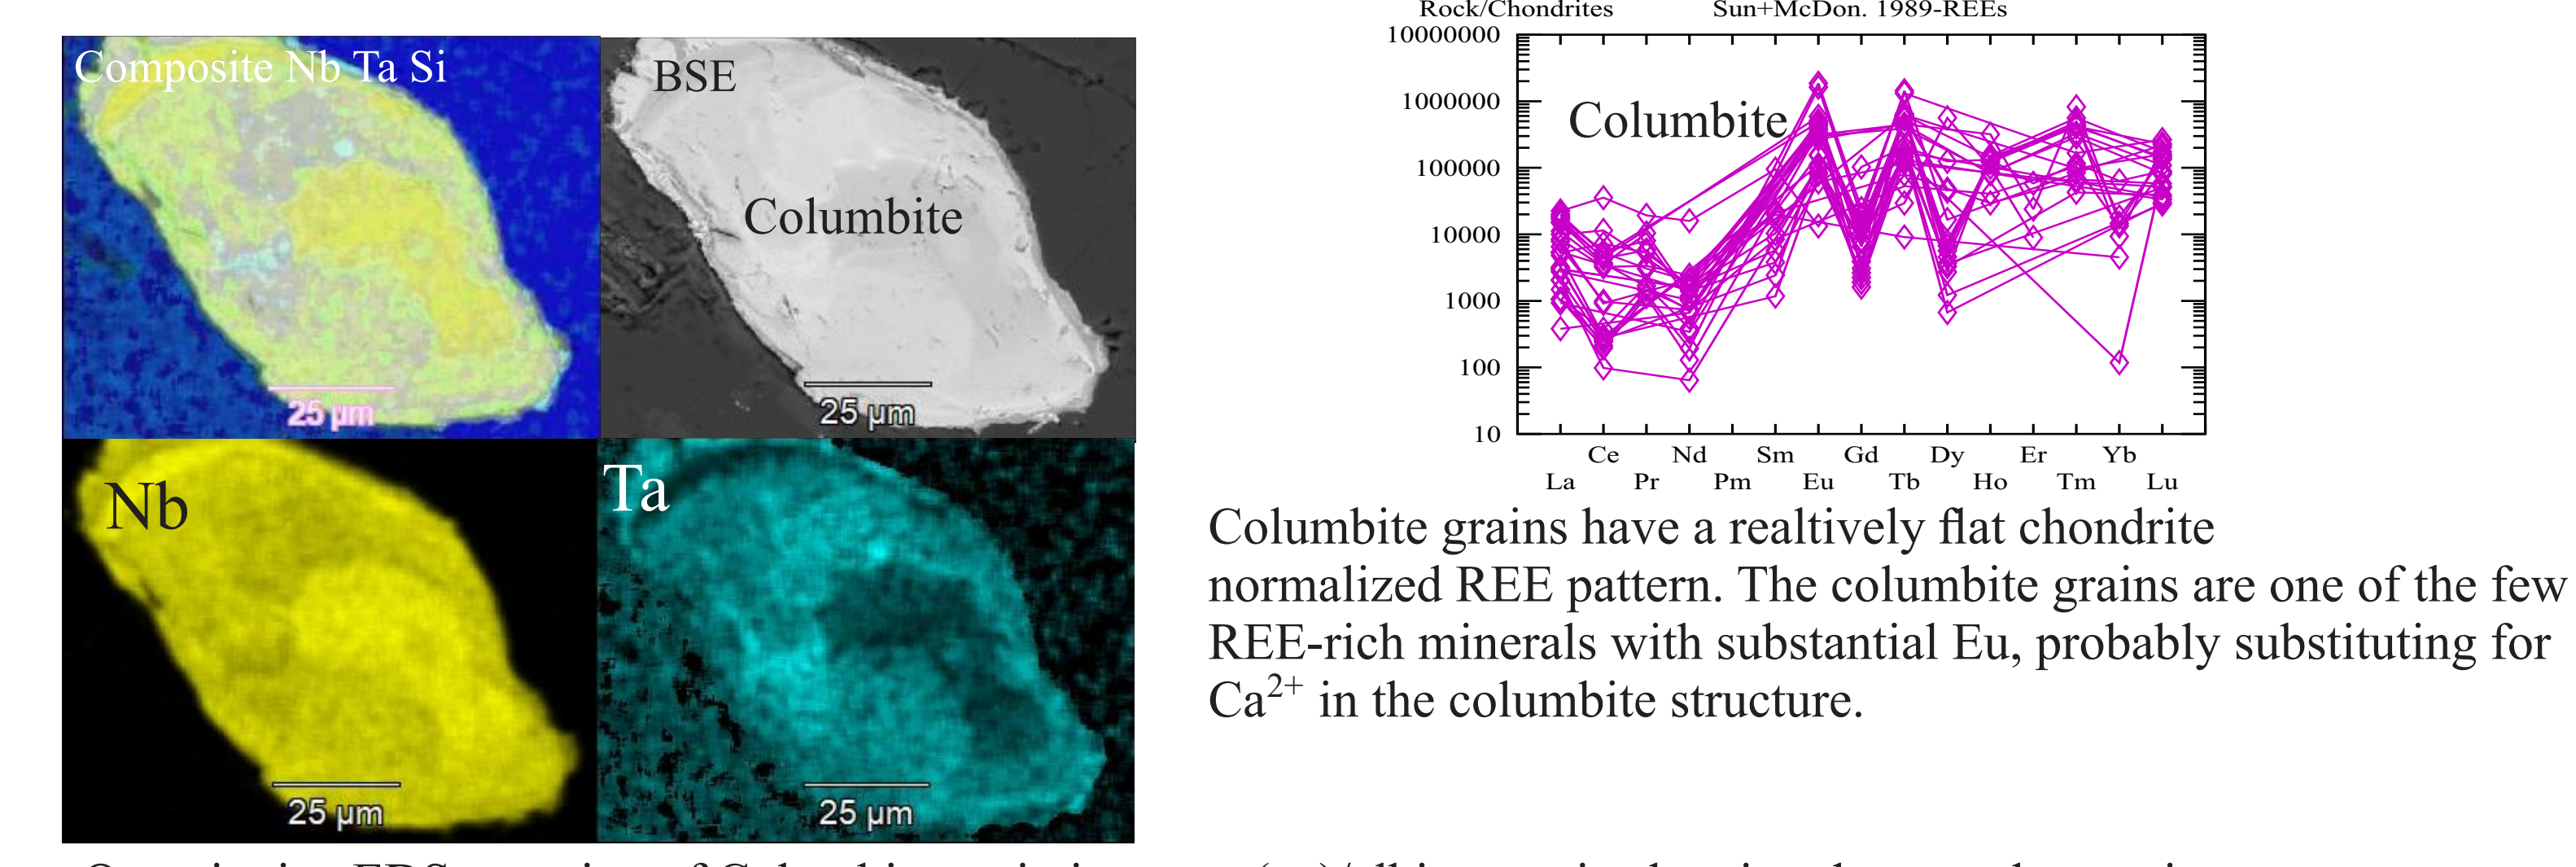 Composite Nb Ta Si
25 µm
BSE
Columbite
25 µm
Nb
25 µm
Ta
25 µm
Rock/Chondrites Sun+McDon. 1989-REEs
10000000
1000000
100000
10000
1000
100
10
Columbite
Ce Nd Sm Gd Dy Er Yb
La Pr Pm Eu Tb Ho Tm Lu
Columbite grains have a realtively flat chondrite
normalized REE pattern. The columbite grains are one of the few
REE-rich minerals with substantial Eu, probably substituting for
Ca²⁺ in the columbite structure.